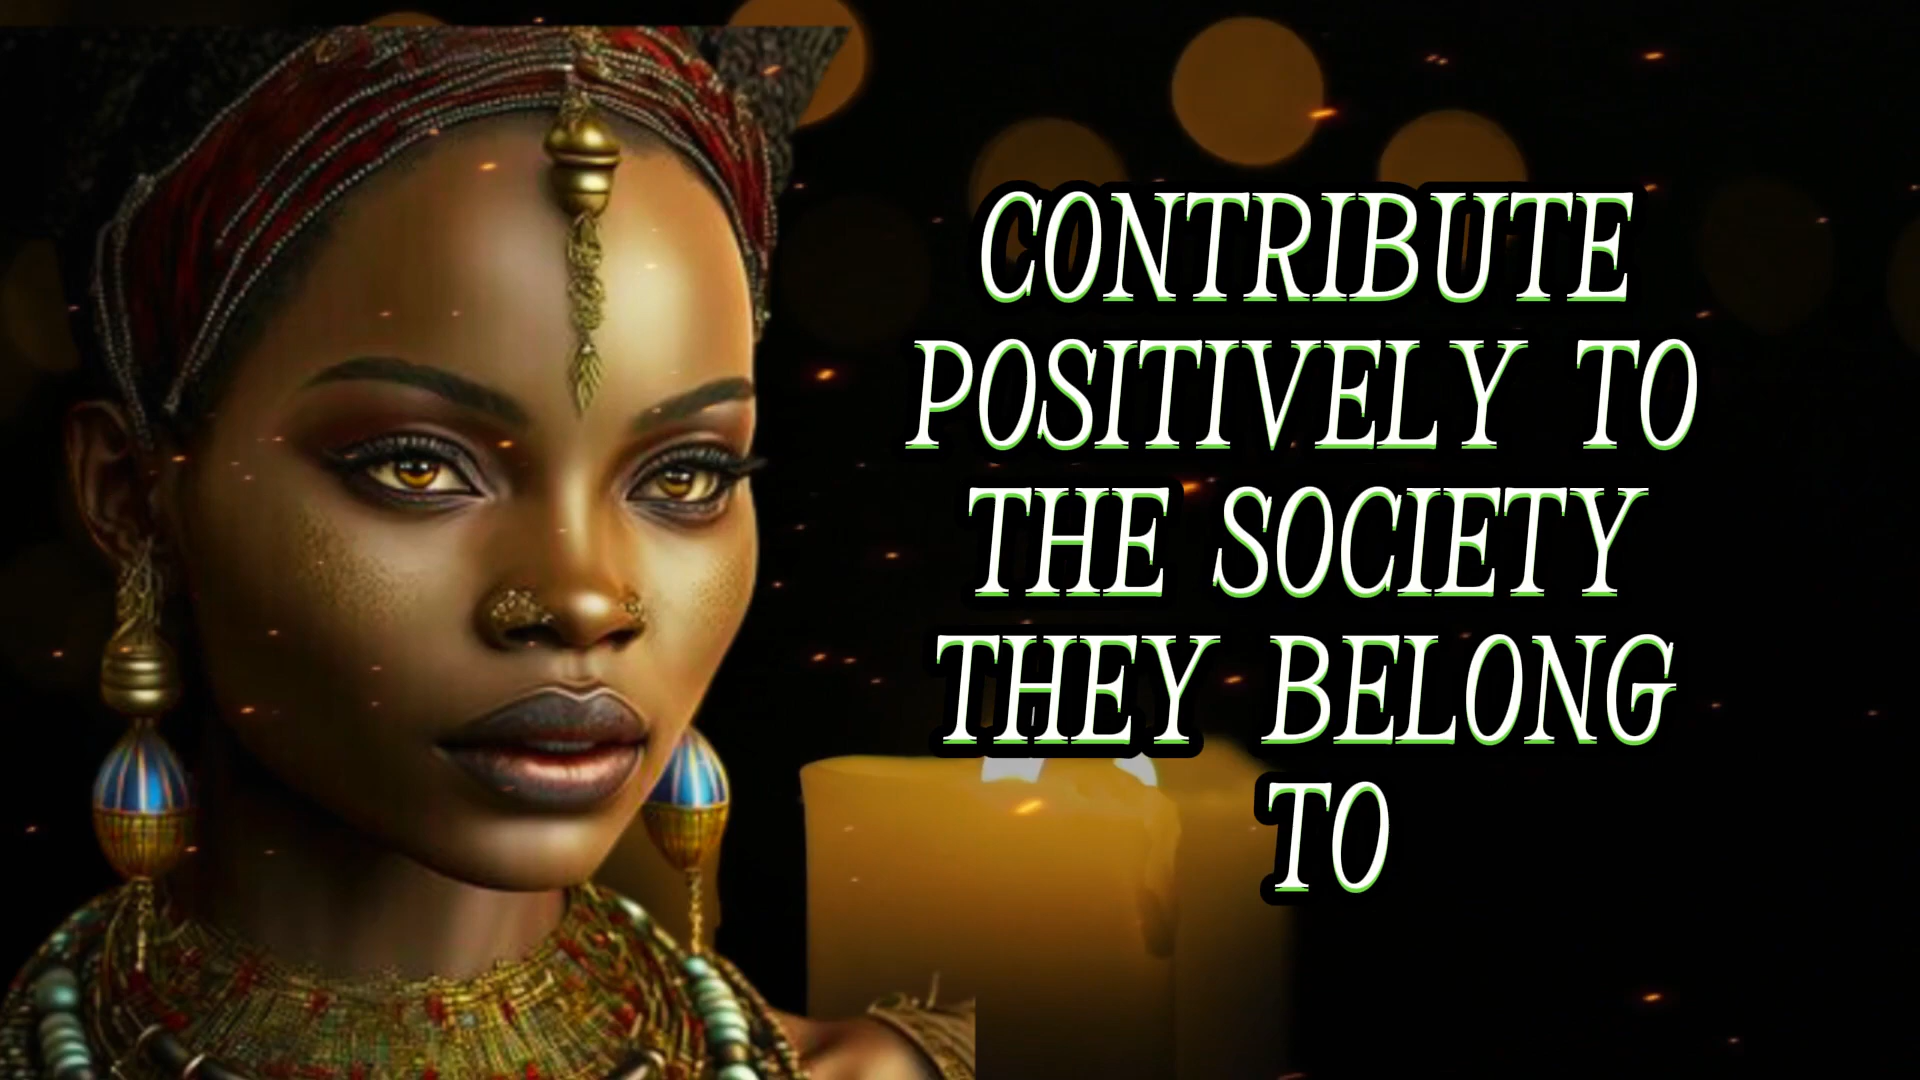 CONTRIBUTE
POSITIVELY TO
THE SOCIETY
THEY BELONG
TO